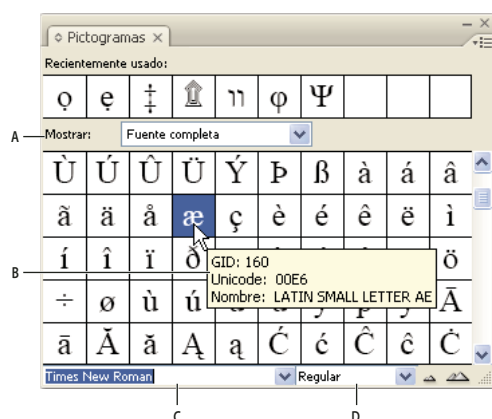 Pictogramas
Recientemente usado:
ọ ẹ ‡ ۩ װ φ Ψ
A
Mostrar: Fuente completa
Ù Ú Û Ü Ý Þ ß à á â
ã ä å æ ç è é ê ë ì
í î ï ð ö
B
GID: 160
Unicode: 00E6
Nombre: LATIN SMALL LETTER AE
÷ ø ù ú Ā
ā Ă ă Ą ą Ć ć Ĉ ĉ Ċ
Times New Roman Regular
C D